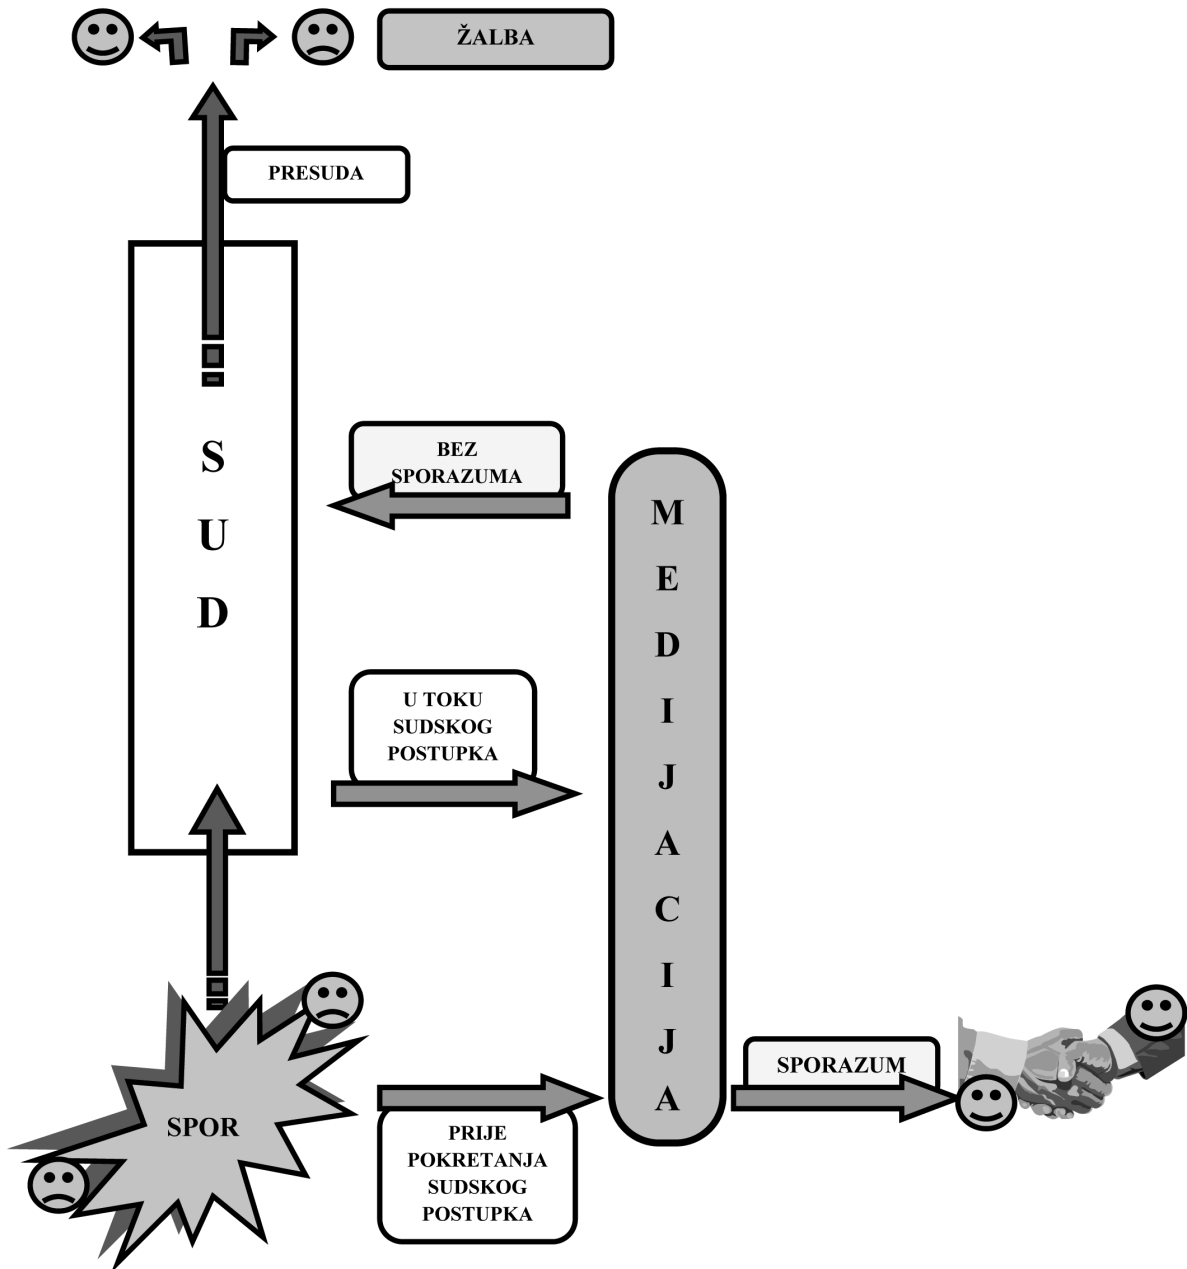 ŽALBA
PRESUDA
S
U
D
BEZ
SPORAZUMA
M
E
D
I
J
A
C
I
J
A
U TOKU
SUDSKOG
POSTUPKA
SPORAZUM
SPOR
PRIJE
POKRETANJA
SUDSKOG
POSTUPKA